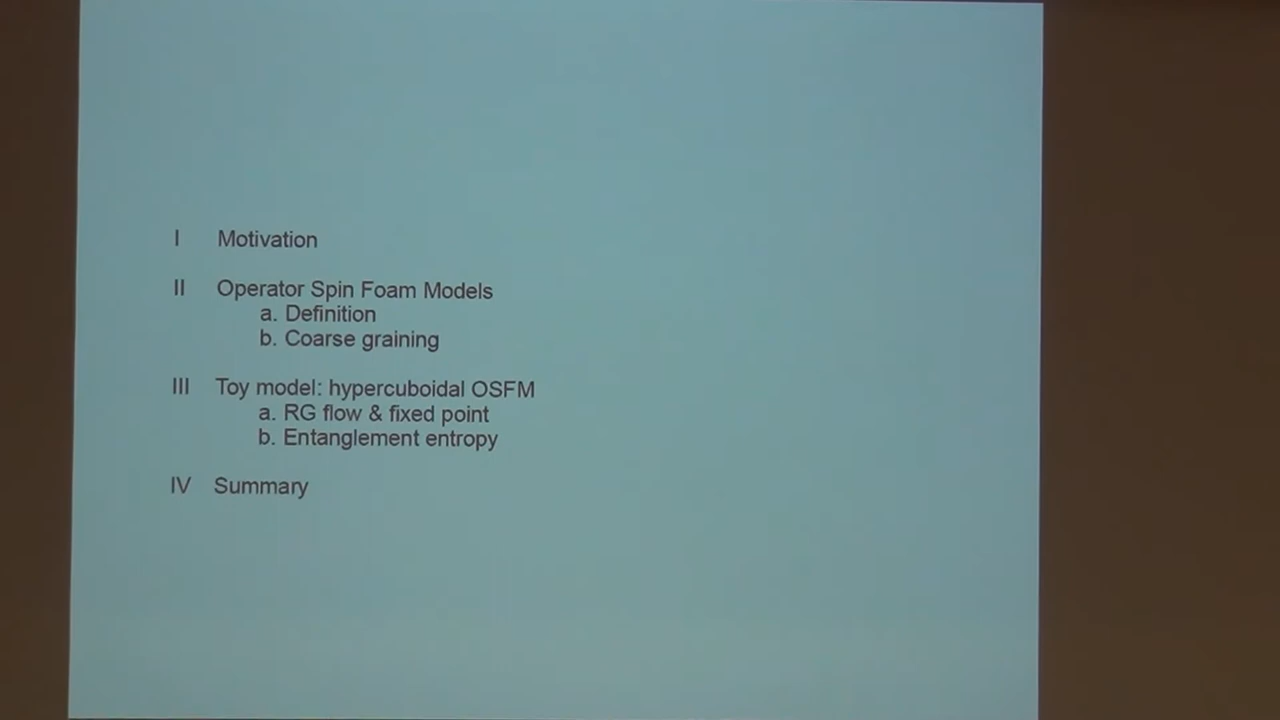 I Motivation
II Operator Spin Foam Models
a. Definition
b. Coarse graining
III Toy model: hypercuboidal OSFM
a. RG flow & fixed point
b. Entanglement entropy
IV Summary